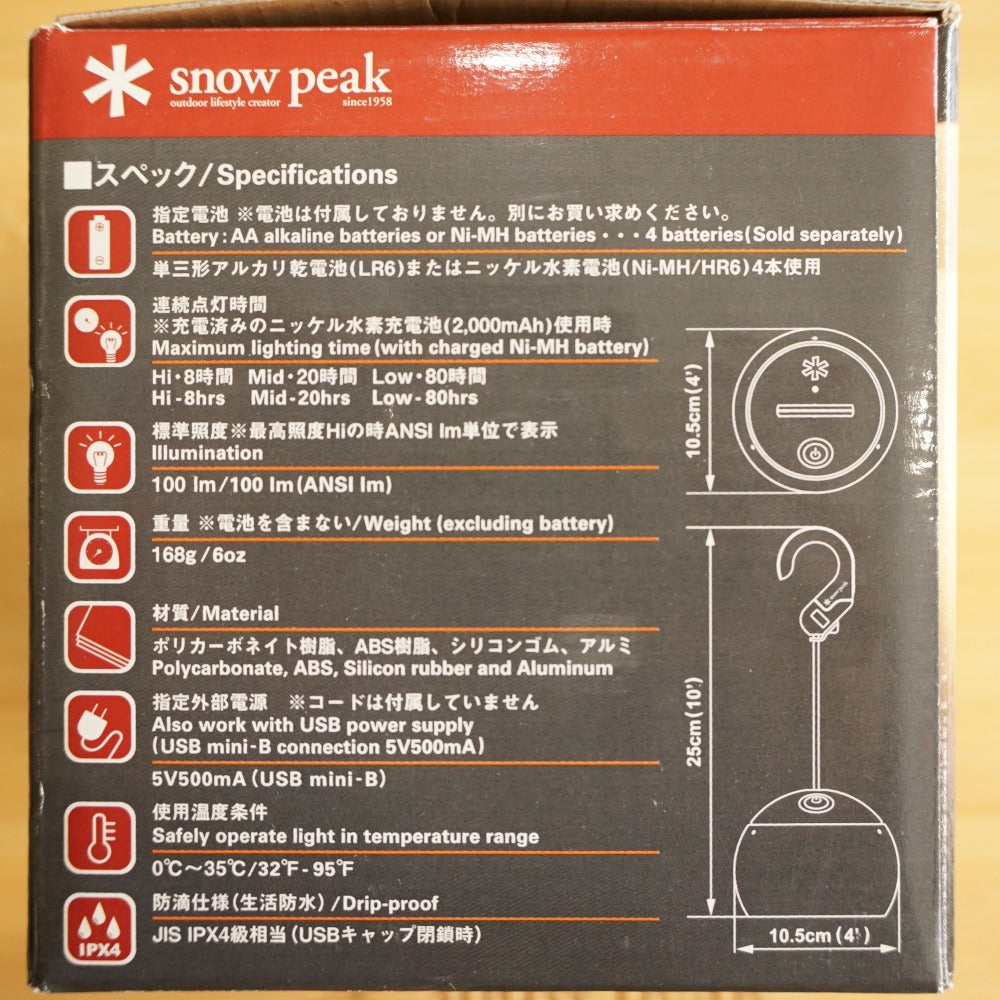 snow peak
outdoor lifestyle creator since1958
■スペック/Specifications
指定電池 ※電池は付属しておりません。別にお買い求めください。
Battery : AA alkaline batteries or Ni-MH batteries・・・4 batteries(Sold separately)
単三形アルカリ乾電池(LR6)またはニッケル水素電池(Ni-MH/HR6)4本使用
連続点灯時間
※充電済みのニッケル水素充電池(2,000mAh)使用時
Maximum lighting time (with charged Ni-MH battery)
Hi・8時間 Mid・20時間 Low・80時間
Hi-8hrs Mid-20hrs Low-80hrs
標準照度※最高照度Hiの時ANSI lm単位で表示
Illumination
100 lm/100 lm (ANSI lm)
重量 ※電池を含まない/Weight (excluding battery)
168g / 6oz
材質/Material
ポリカーボネイト樹脂、ABS樹脂、シリコンゴム、アルミ
Polycarbonate, ABS, Silicon rubber and Aluminum
指定外部電源 ※コードは付属していません
Also work with USB power supply
(USB mini-B connection 5V500mA)
5V500mA (USB mini-B)
使用温度条件
Safely operate light in temperature range
0℃〜35℃/32℉-95℉
防滴仕様(生活防水)/Drip-proof
JIS IPX4級相当(USBキャップ閉鎖時)
IPX4
10.5cm(4')
25cm(10')
snow peak
10.5cm (4')